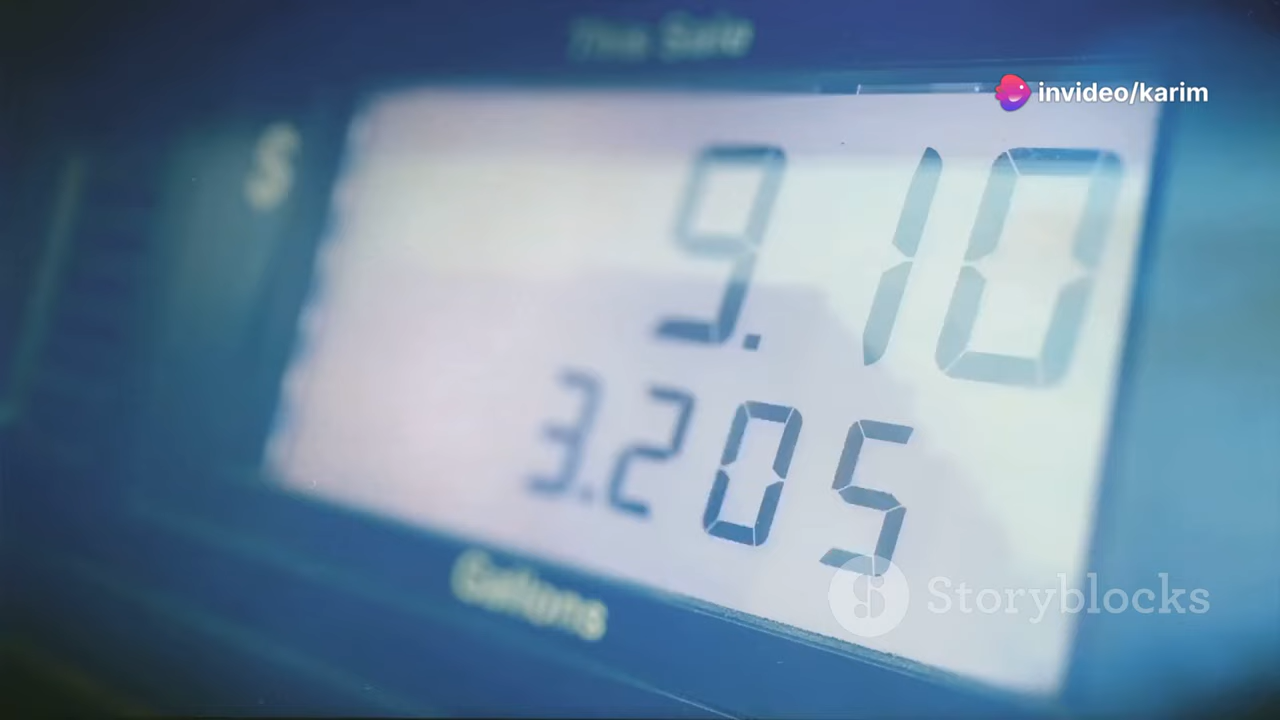 This Sale
invideo/karim
$
9.10
3.205
Gallons
Storyblocks